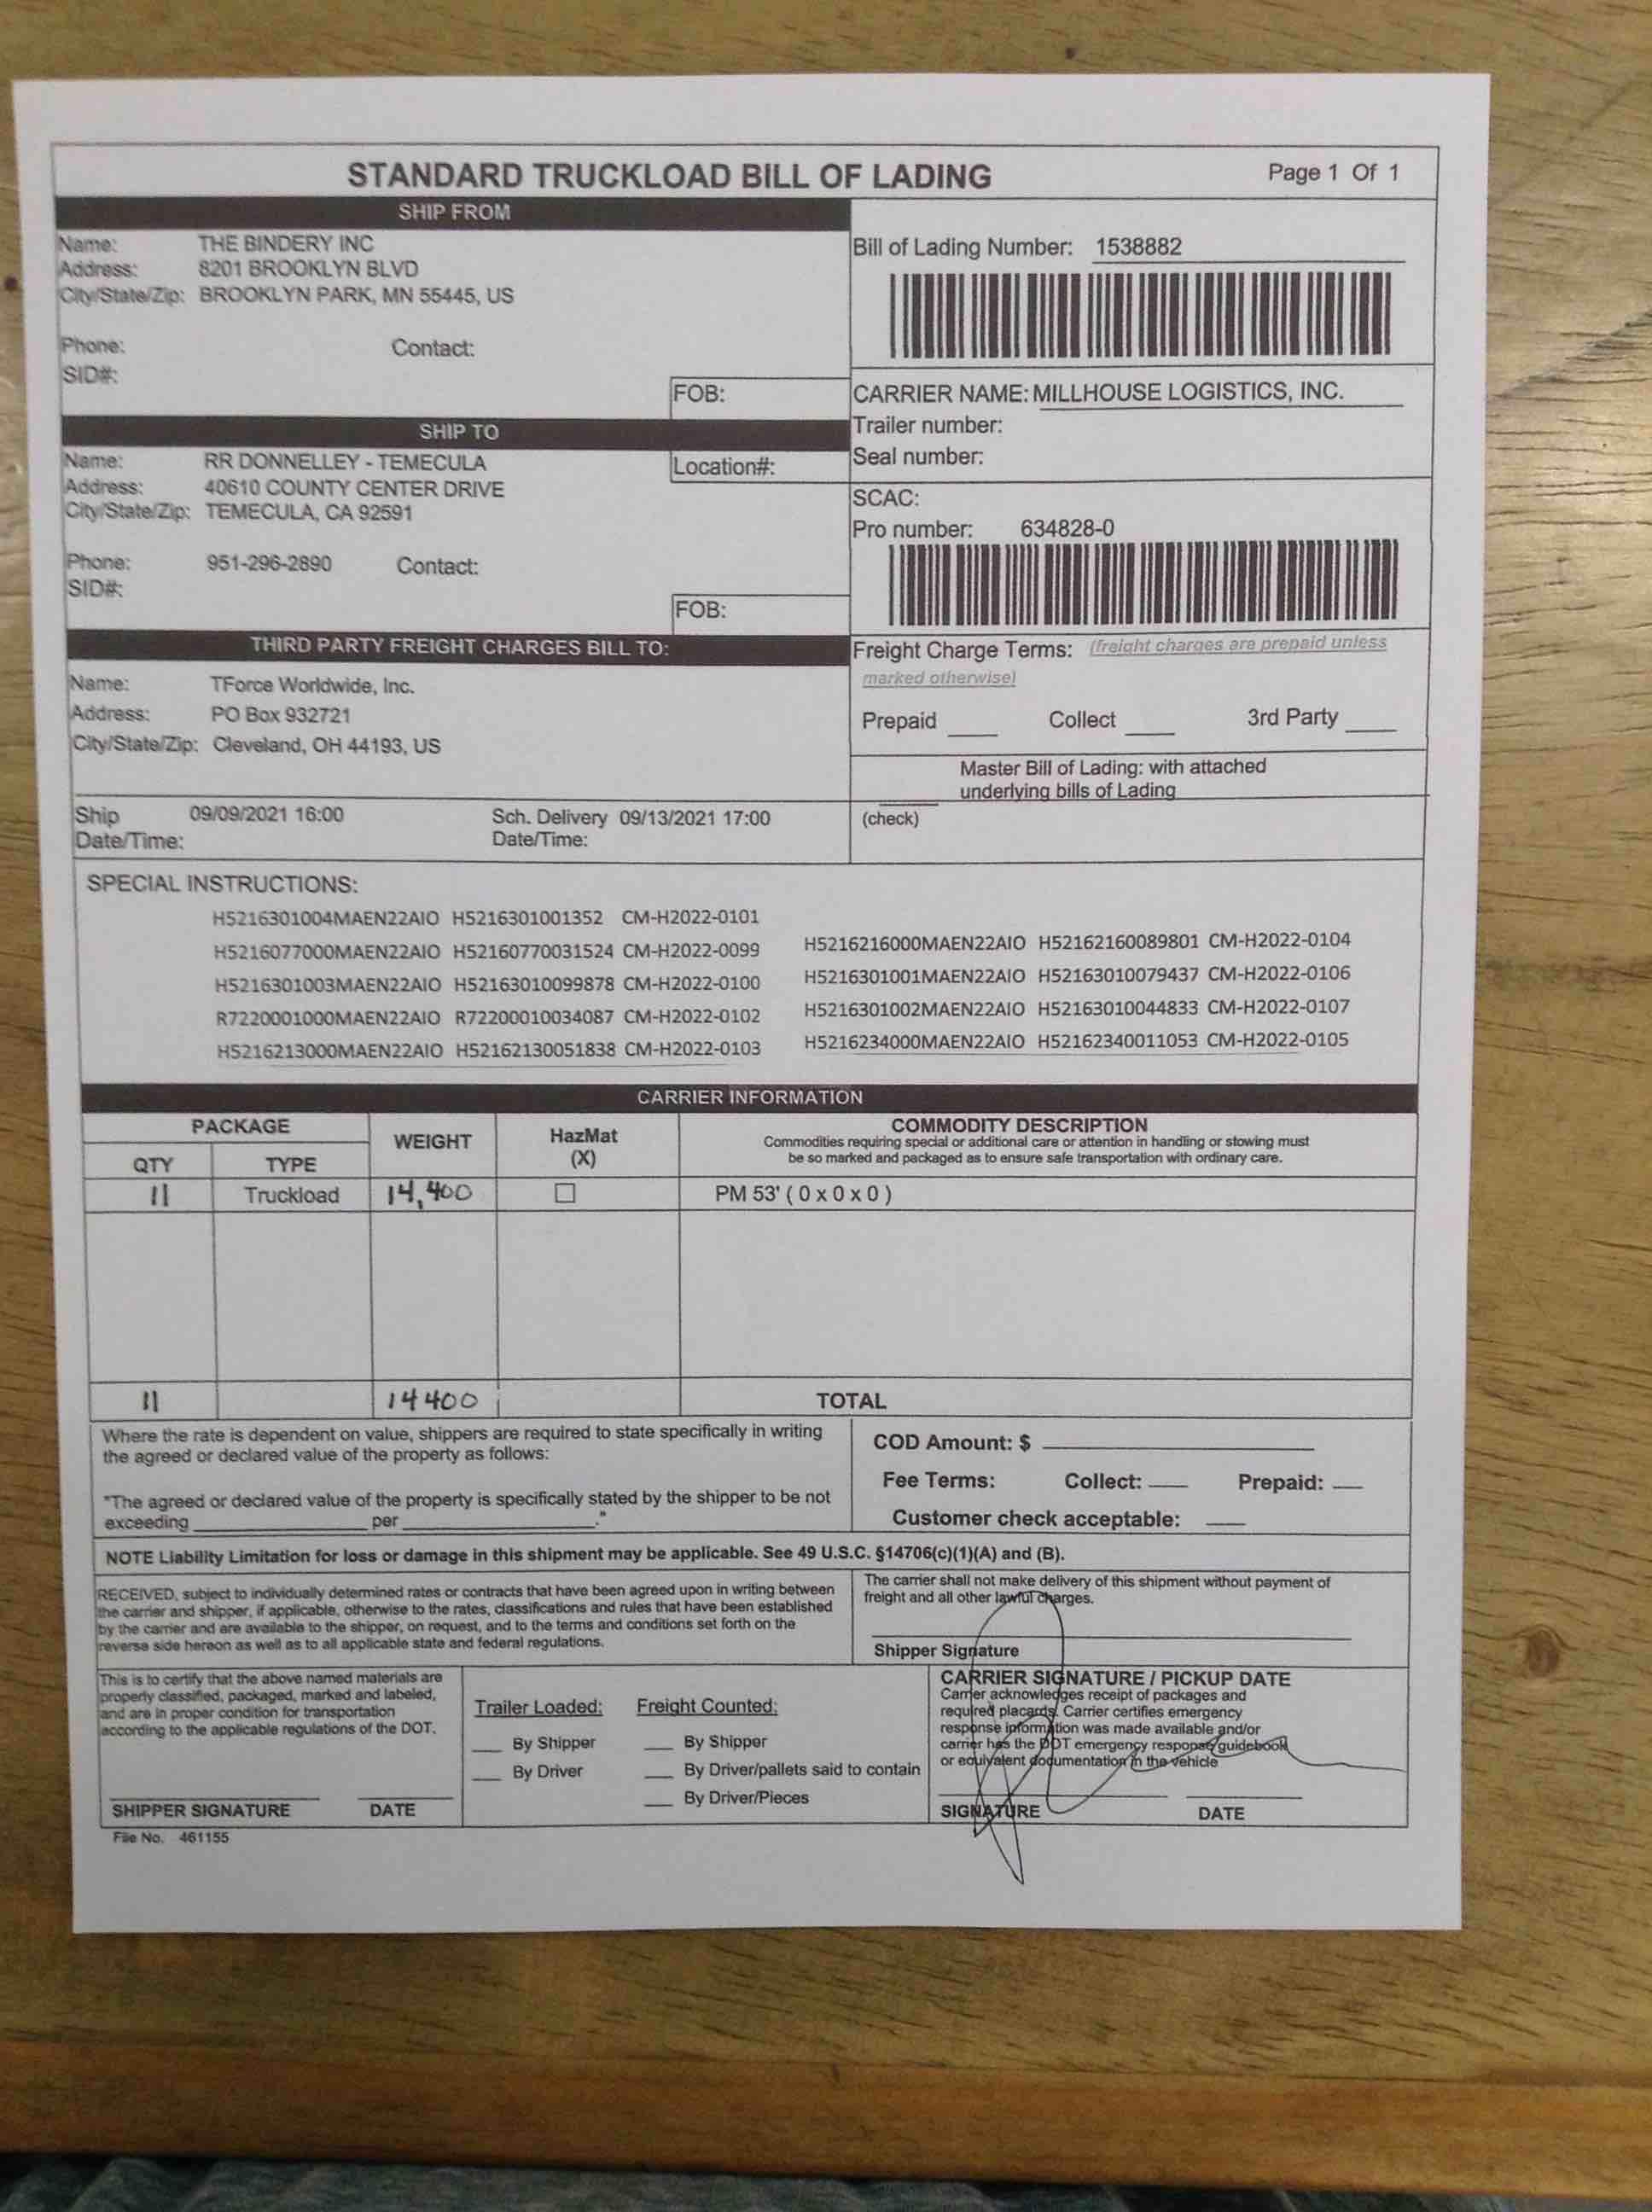 STANDARD TRUCKLOAD BILL OF LADING
Page 1 Of 1
SHIP FROM
Name: THE BINDERY INC
Address: 8201 BROOKLYN BLVD
City/State/Zip: BROOKLYN PARK, MN 55445, US
Phone: Contact:
SID#:
FOB:
Bill of Lading Number: 1538882
CARRIER NAME: MILLHOUSE LOGISTICS, INC.
Trailer number:
Seal number:
SHIP TO
Name: RR DONNELLEY - TEMECULA
Location#:
Address: 40610 COUNTY CENTER DRIVE
City/State/Zip: TEMECULA, CA 92591
Phone: 951-296-2890 Contact:
SID#:
FOB:
SCAC:
Pro number: 634828-0
THIRD PARTY FREIGHT CHARGES BILL TO:
Name: TForce Worldwide, Inc.
Address: PO Box 932721
City/State/Zip: Cleveland, OH 44193, US
Freight Charge Terms: (freight charges are prepaid unless
marked otherwise)
Prepaid ____ Collect ____ 3rd Party ____
Master Bill of Lading: with attached
underlying bills of Lading
(check)
Ship 09/09/2021 16:00 Sch. Delivery 09/13/2021 17:00
Date/Time: Date/Time:
SPECIAL INSTRUCTIONS:
H5216301004MAEN22AIO H5216301001352 CM-H2022-0101
H5216077000MAEN22AIO H52160770031524 CM-H2022-0099
H5216301003MAEN22AIO H52163010099878 CM-H2022-0100
R7220001000MAEN22AIO R72200010034087 CM-H2022-0102
H5216213000MAEN22AIO H52162130051838 CM-H2022-0103
H5216216000MAEN22AIO H52162160089801 CM-H2022-0104
H5216301001MAEN22AIO H52163010079437 CM-H2022-0106
H5216301002MAEN22AIO H52163010044833 CM-H2022-0107
H5216234000MAEN22AIO H52162340011053 CM-H2022-0105
CARRIER INFORMATION
PACKAGE
QTY TYPE
WEIGHT
HazMat
(X)
COMMODITY DESCRIPTION
Commodities requiring special or additional care or attention in handling or stowing must
be so marked and packaged as to ensure safe transportation with ordinary care.
11 Truckload 14,400 PM 53' ( 0 x 0 x 0 )
11 14400 TOTAL
Where the rate is dependent on value, shippers are required to state specifically in writing
the agreed or declared value of the property as follows:
"The agreed or declared value of the property is specifically stated by the shipper to be not
exceeding ____ per ____."
COD Amount: $ ____
Fee Terms: Collect: ____ Prepaid: ____
Customer check acceptable: ____
NOTE Liability Limitation for loss or damage in this shipment may be applicable. See 49 U.S.C. §14706(c)(1)(A) and (B).
RECEIVED, subject to individually determined rates or contracts that have been agreed upon in writing between
the carrier and shipper, if applicable, otherwise to the rates, classifications and rules that have been established
by the carrier and are available to the shipper, on request, and to the terms and conditions set forth on the
reverse side hereon as well as to all applicable state and federal regulations.
The carrier shall not make delivery of this shipment without payment of
freight and all other lawful charges.
Shipper Signature
This is to certify that the above named materials are
properly classified, packaged, marked and labeled,
and are in proper condition for transportation
according to the applicable regulations of the DOT.
SHIPPER SIGNATURE DATE
Trailer Loaded:
____ By Shipper
____ By Driver
Freight Counted:
____ By Shipper
____ By Driver/pallets said to contain
____ By Driver/Pieces
CARRIER SIGNATURE / PICKUP DATE
Carrier acknowledges receipt of packages and
required placards. Carrier certifies emergency
response information was made available and/or
carrier has the DOT emergency response guidebook
or equivalent documentation in the vehicle
SIGNATURE DATE
File No. 461155